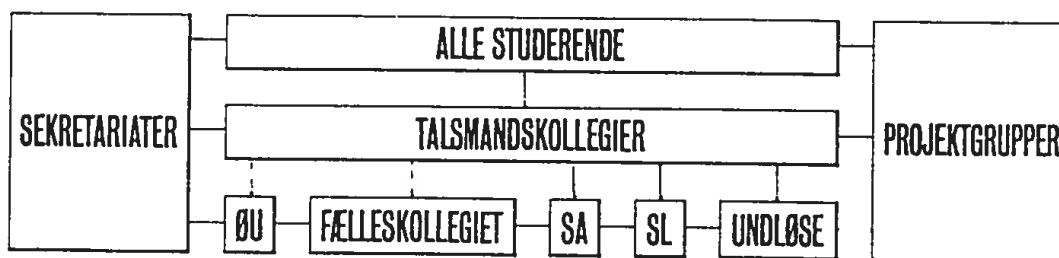 ALLE STUDERENDE
SEKRETARIATER
TALSMANDSKOLLEGIER
PROJEKTGRUPPER
ØU
FÆLLESKOLLEGIET
SA
SL
UNDLØSE